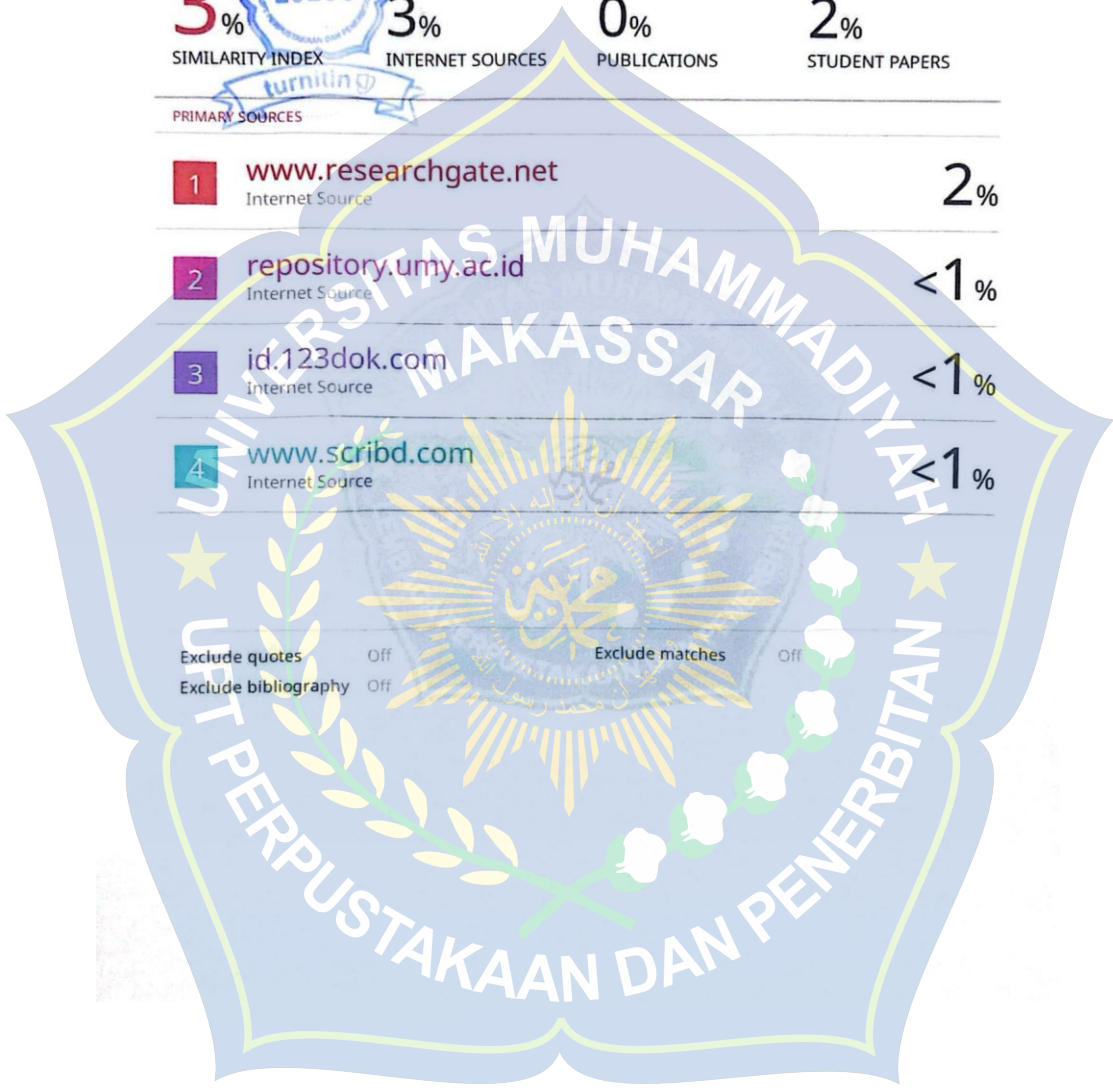 3% 3% 0% 2%
SIMILARITY INDEX INTERNET SOURCES PUBLICATIONS STUDENT PAPERS
turnitin
PRIMARY SOURCES
1 www.researchgate.net 2%
Internet Source
2 repository.umy.ac.id <1%
Internet Source
3 id.123dok.com <1%
Internet Source
4 www.scribd.com <1%
Internet Source
Exclude quotes Off Exclude matches Off
Exclude bibliography Off
UNIVERSITAS MUHAMMADIYAH
MAKASSAR
UPT PERPUSTAKAAN DAN PENERBITAN